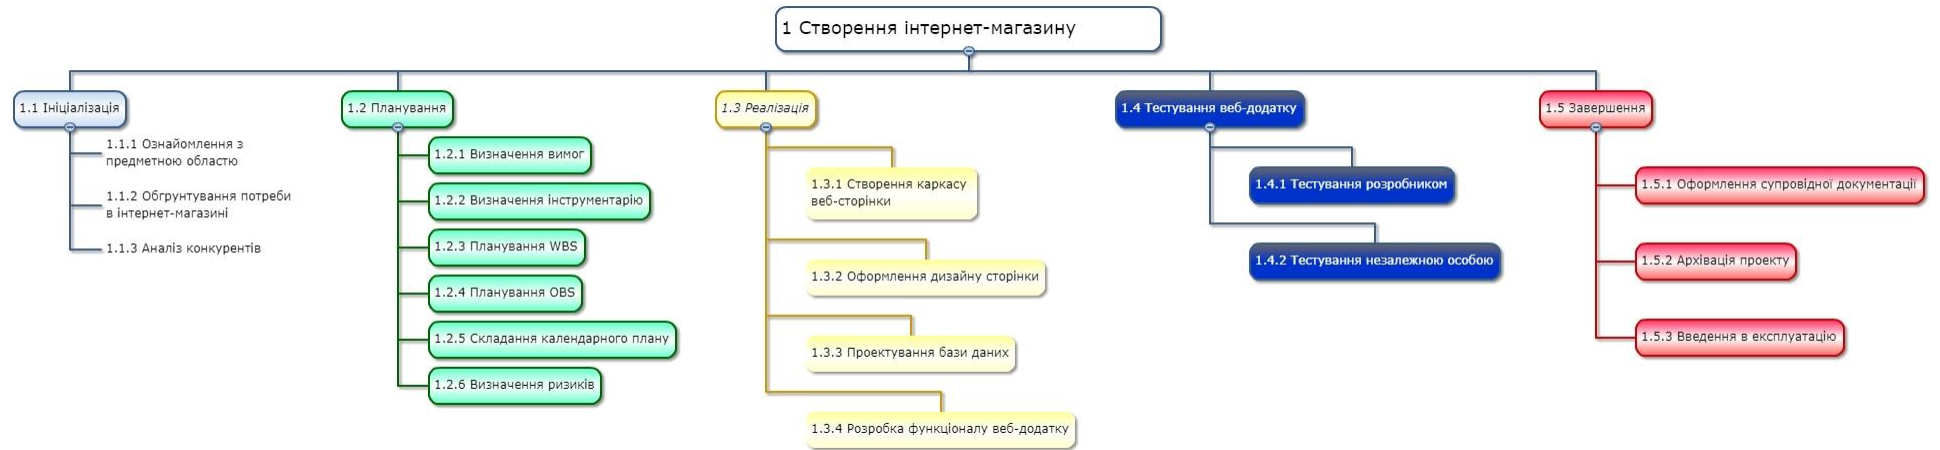 1 Створення інтернет-магазину
1.1 Ініціалізація
1.1.1 Ознайомлення з
предметною областю
1.1.2 Обгрунтування потреби
в інтернет-магазині
1.1.3 Аналіз конкурентів
1.2 Планування
1.2.1 Визначення вимог
1.2.2 Визначення інструментарію
1.2.3 Планування WBS
1.2.4 Планування OBS
1.2.5 Складання календарного плану
1.2.6 Визначення ризиків
1.3 Реалізація
1.3.1 Створення каркасу
веб-сторінки
1.3.2 Оформлення дизайну сторінки
1.3.3 Проектування бази даних
1.3.4 Розробка функціоналу веб-додатку
1.4 Тестування веб-додатку
1.4.1 Тестування розробником
1.4.2 Тестування незалежною особою
1.5 Завершення
1.5.1 Оформлення супровідної документації
1.5.2 Архівація проекту
1.5.3 Введення в експлуатацію